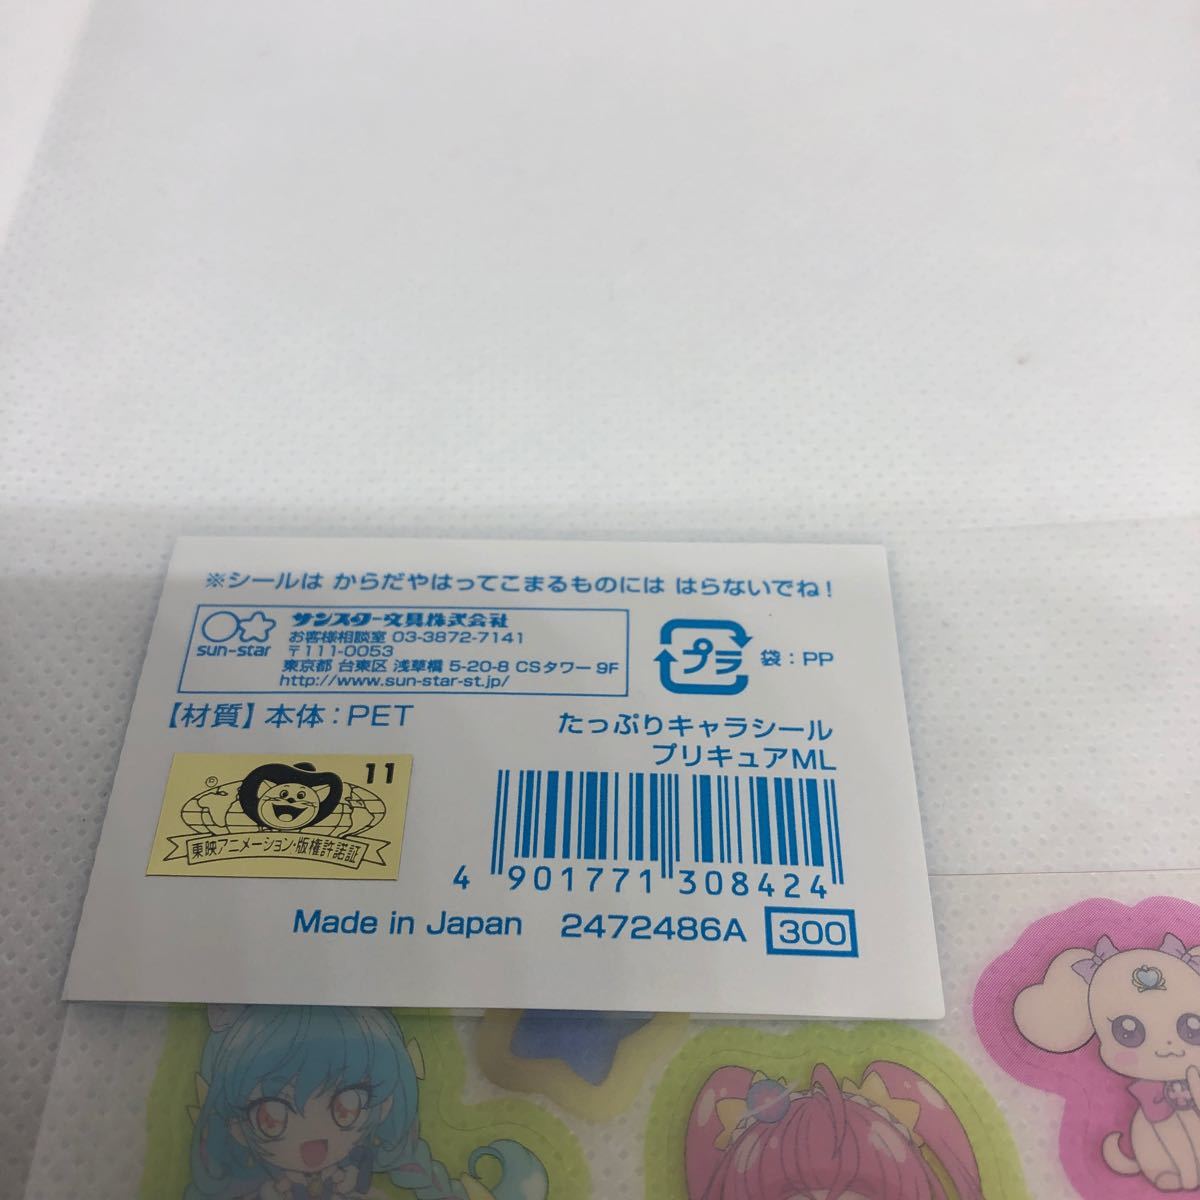 ※シールは からだやはってこまるものには はらないでね!
sun-star
サンスター文具株式会社
お客様相談室 03-3872-7141
〒111-0053
東京都 台東区 浅草橋 5-20-8 CSタワー 9F
http://www.sun-star-st.jp/
プラ 袋:PP
【材質】本体:PET
たっぷりキャラシール
プリキュアML
11
東映アニメーション・版権許諾証
4 901771 308424
Made in Japan 2472486A 300